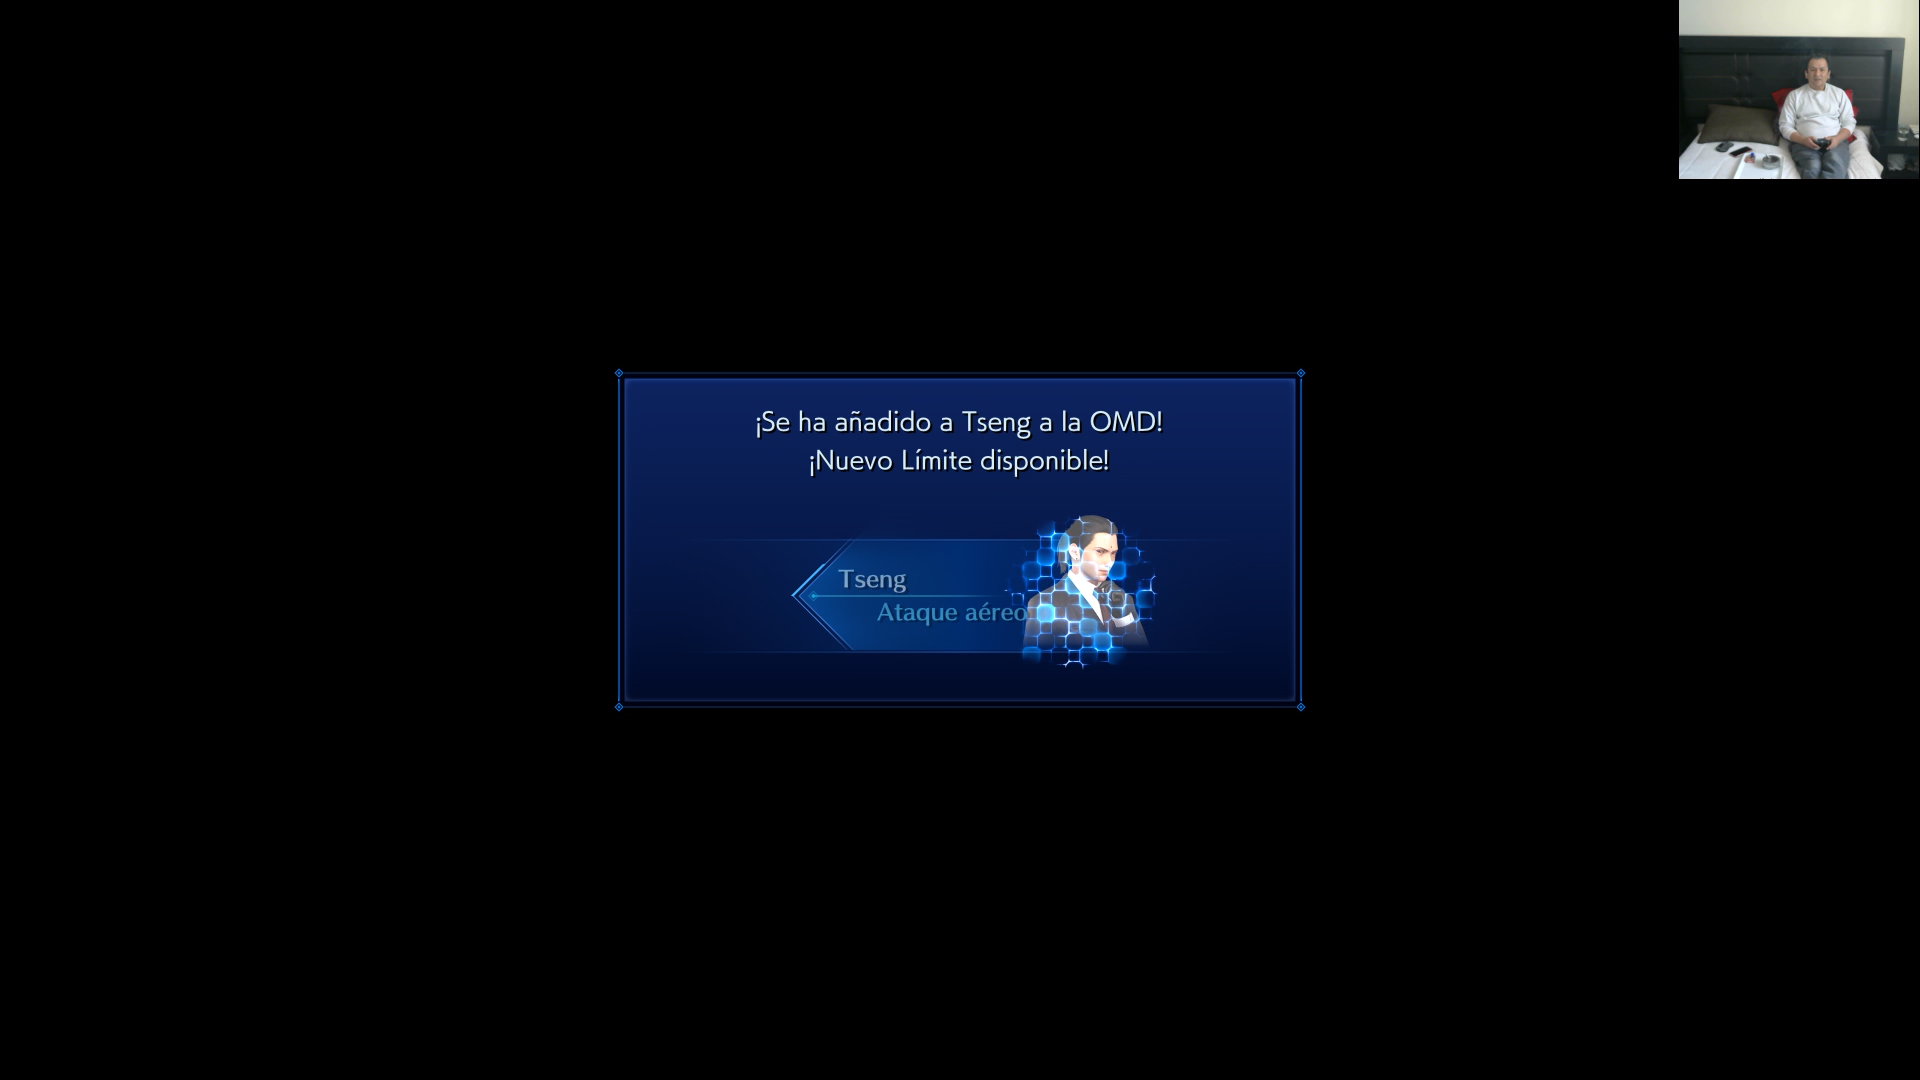 ¡Se ha añadido a Tseng a la OMD!
¡Nuevo Límite disponible!
Tseng
Ataque aéreo